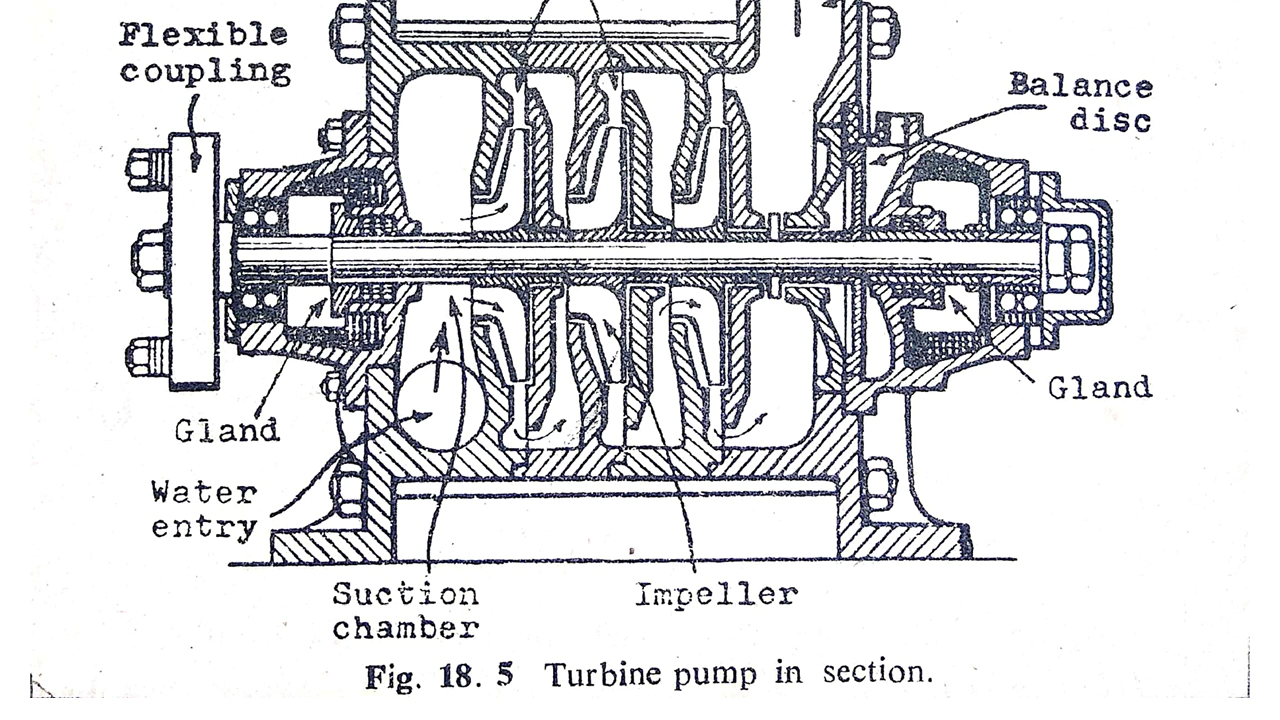 Flexible
coupling
Balance
disc
Gland
Gland
Water
entry
Suction
chamber
Impeller
Fig. 18. 5 Turbine pump in section.